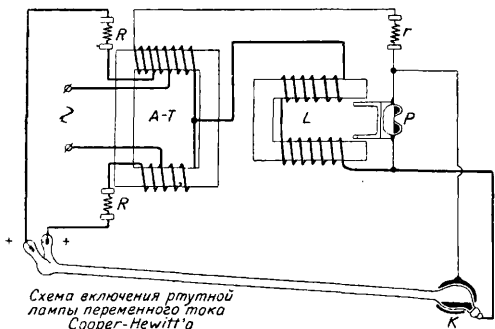 R
r
A-T
L
P
R
+ +
K
Схема включения ртутной
лампы переменного тока
Cooper-Hewitt'a